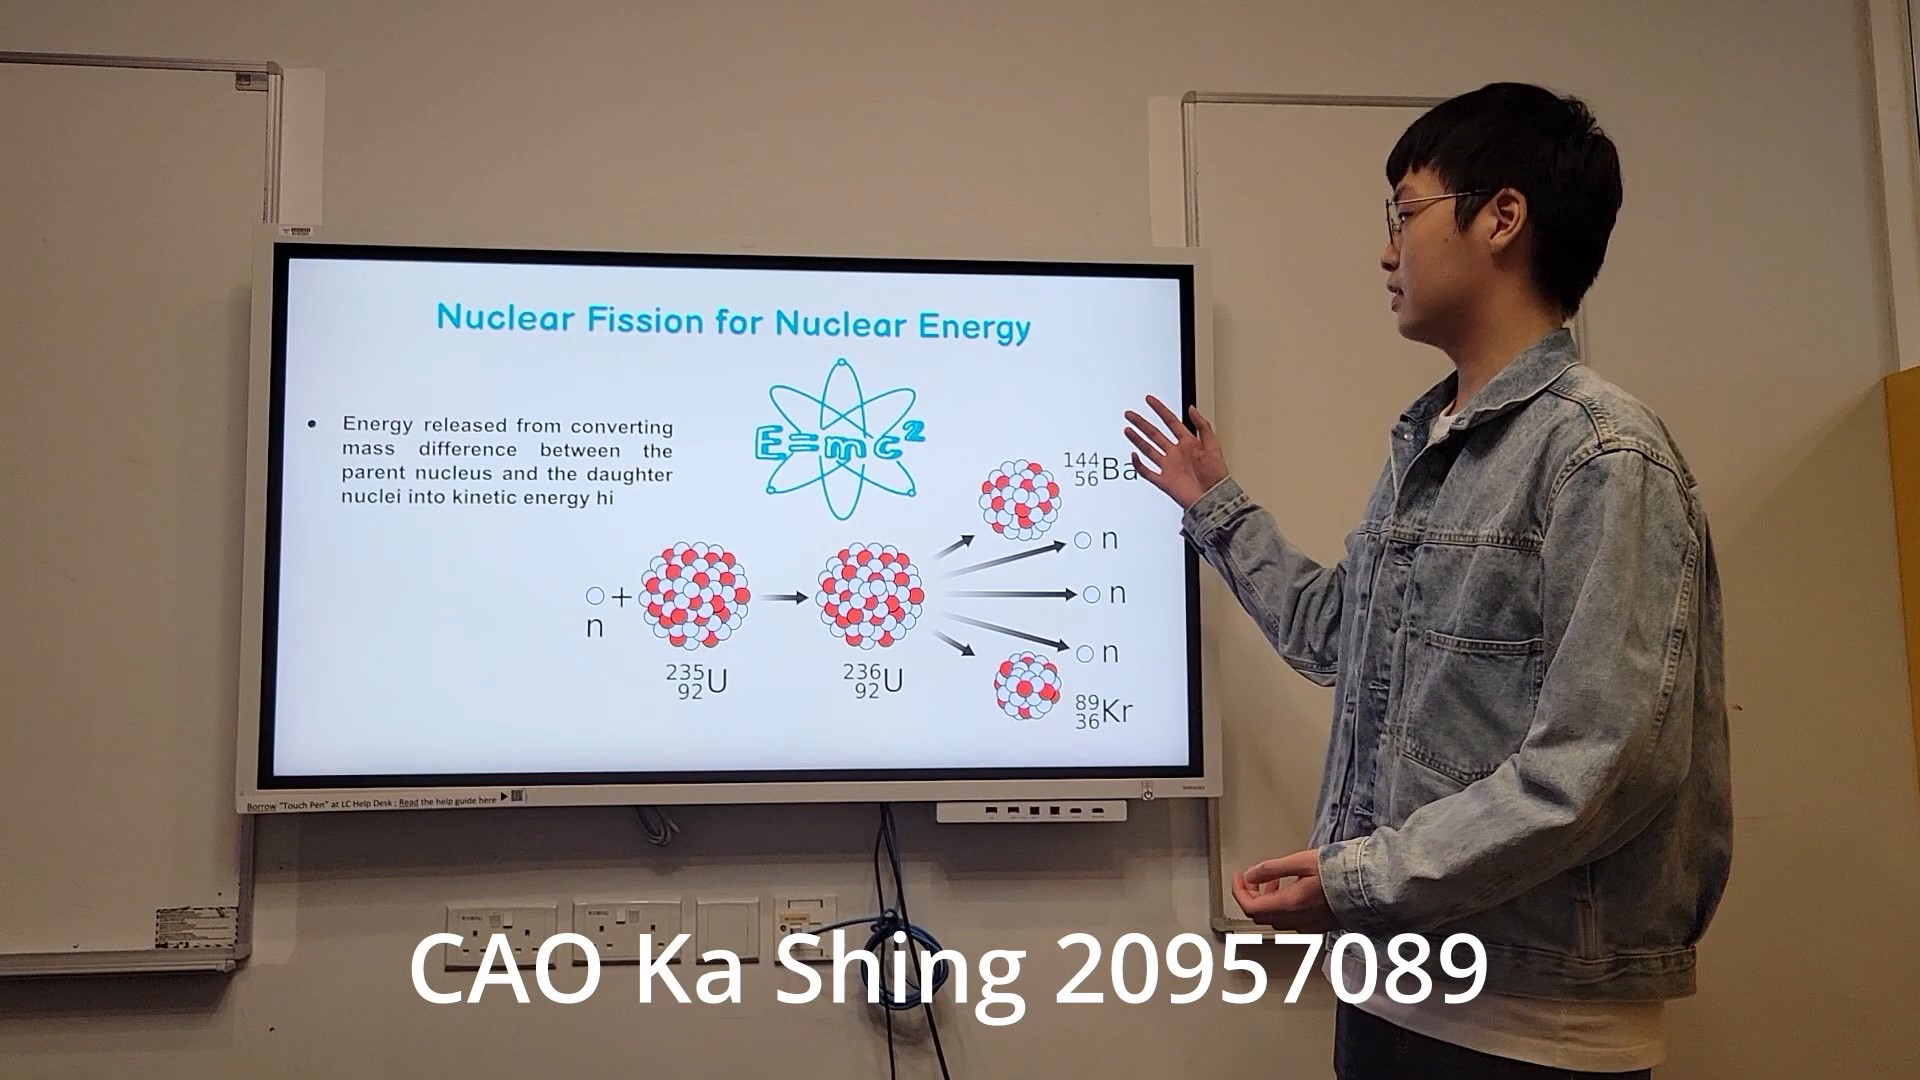 Nuclear Fission for Nuclear Energy
• Energy released from converting
mass difference between the
parent nucleus and the daughter
nuclei into kinetic energy hi
E=mc²
144
56Ba
n
n
n
+
n
235
92U
236
92U
89
36Kr
Borrow "Touch Pen" at LC Help Desk ; Read the help guide here
SAMSUNG
CAO Ka Shing 20957089